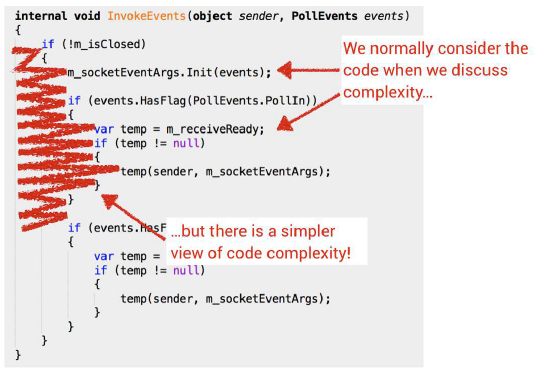 internal void InvokeEvents(object sender, PollEvents events)
{
if (!m_isClosed)
{
m_socketEventArgs.Init(events);
if (events.HasFlag(PollEvents.PollIn))
{
var temp = m_receiveReady;
if (temp != null)
{
temp(sender, m_socketEventArgs);
}
}
if (events.HasF
{
var temp =
if (temp != null)
{
temp(sender, m_socketEventArgs);
}
}
}
}
We normally consider the
code when we discuss
complexity...
...but there is a simpler
view of code complexity!